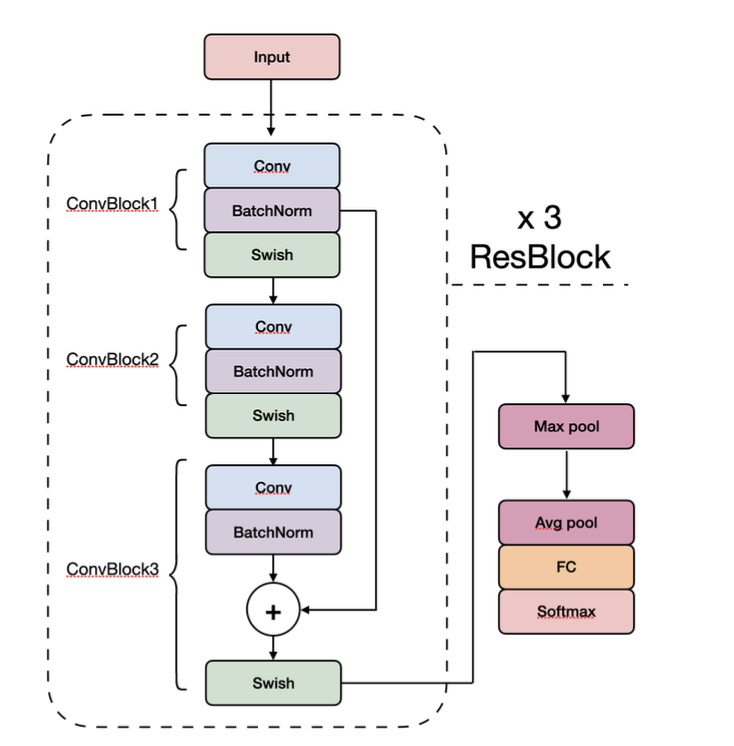 Input
ConvBlock1
Conv
BatchNorm
Swish
x 3
ResBlock
ConvBlock2
Conv
BatchNorm
Swish
ConvBlock3
Conv
BatchNorm
+
Swish
Max pool
Avg pool
FC
Softmax